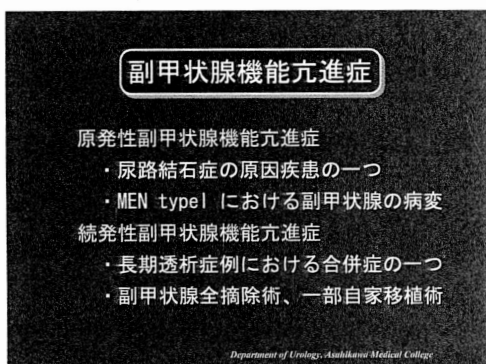 副甲状腺機能亢進症
原発性副甲状腺機能亢進症
・尿路結石症の原因疾患の一つ
・MEN typeI における副甲状腺の病変
続発性副甲状腺機能亢進症
・長期透析症例における合併症の一つ
・副甲状腺全摘除術、一部自家移植術
Department of Urology, Asahikawa Medical College